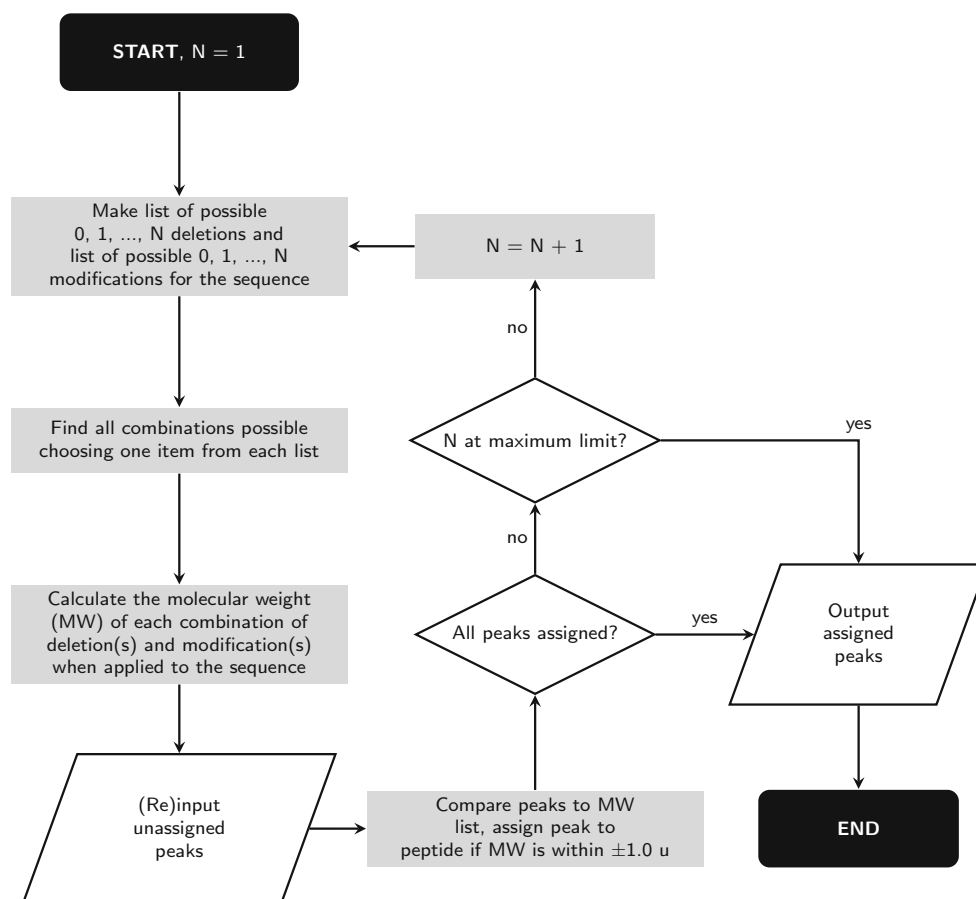 START, N = 1
Make list of possible
0, 1, ..., N deletions and
list of possible 0, 1, ..., N
modifications for the sequence
Find all combinations possible
choosing one item from each list
Calculate the molecular weight
(MW) of each combination of
deletion(s) and modification(s)
when applied to the sequence
(Re)input
unassigned
peaks
Compare peaks to MW
list, assign peak to
peptide if MW is within ±1.0 u
All peaks assigned?
no
yes
N at maximum limit?
no
yes
N = N + 1
Output
assigned
peaks
END